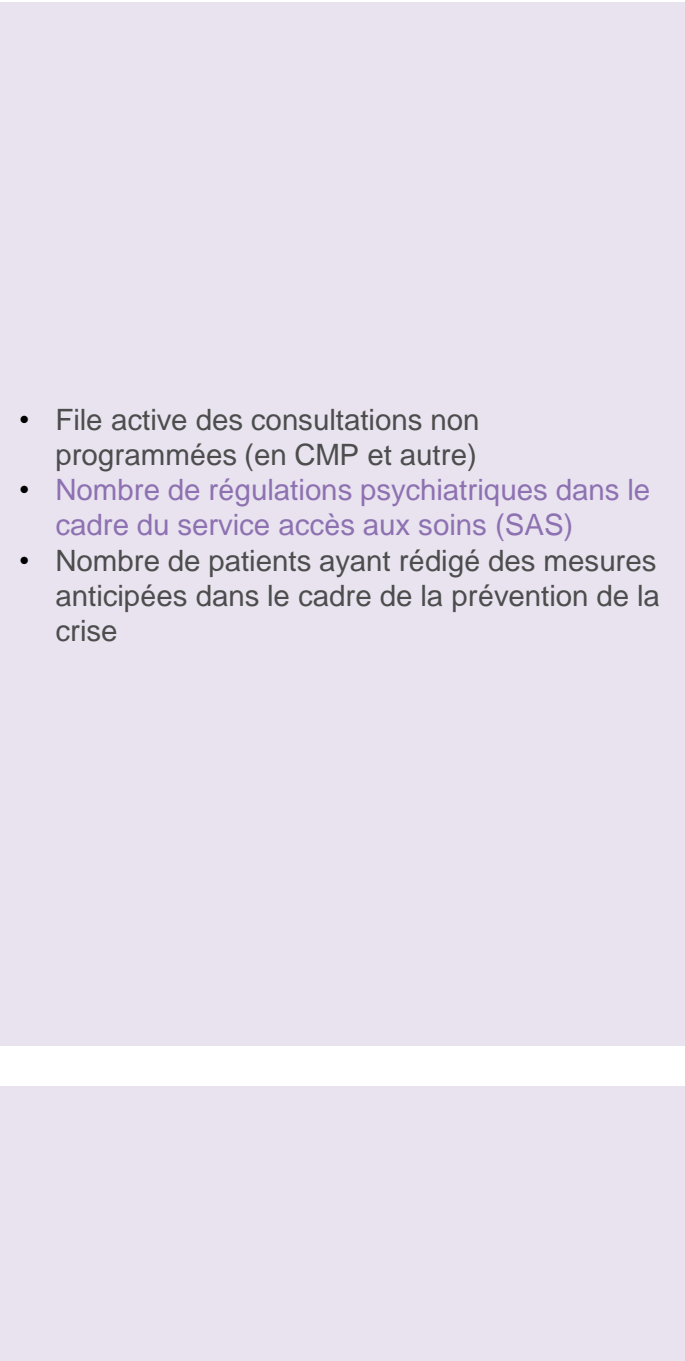 • File active des consultations non
programmées (en CMP et autre)
• Nombre de régulations psychiatriques dans le
cadre du service accès aux soins (SAS)
• Nombre de patients ayant rédigé des mesures
anticipées dans le cadre de la prévention de la
crise